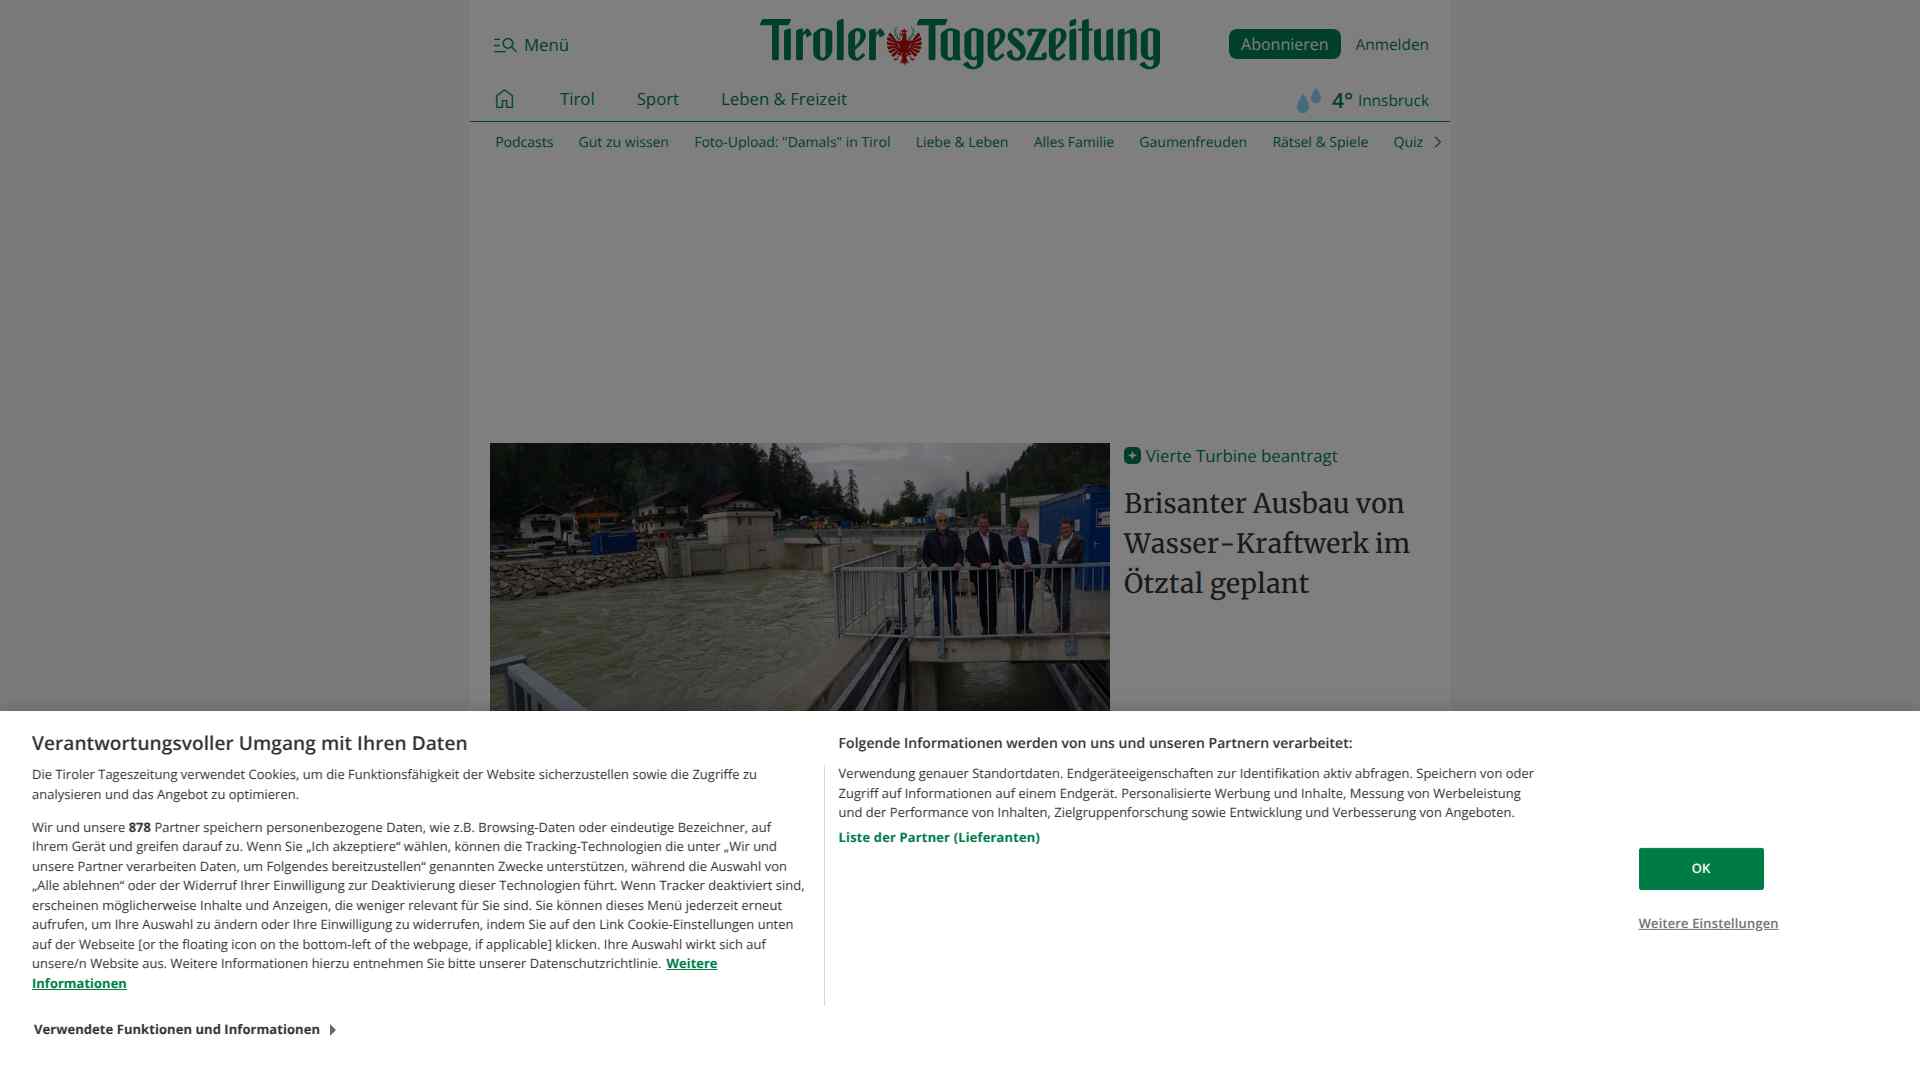 Menü
Tiroler Tageszeitung
Abonnieren
Anmelden
Tirol
Sport
Leben & Freizeit
4° Innsbruck
Podcasts
Gut zu wissen
Foto-Upload: "Damals" in Tirol
Liebe & Leben
Alles Familie
Gaumenfreuden
Rätsel & Spiele
Quiz
Vierte Turbine beantragt
Brisanter Ausbau von
Wasser-Kraftwerk im
Ötztal geplant
Verantwortungsvoller Umgang mit Ihren Daten
Die Tiroler Tageszeitung verwendet Cookies, um die Funktionsfähigkeit der Website sicherzustellen sowie die Zugriffe zu
analysieren und das Angebot zu optimieren.
Wir und unsere 878 Partner speichern personenbezogene Daten, wie z.B. Browsing-Daten oder eindeutige Bezeichner, auf
Ihrem Gerät und greifen darauf zu. Wenn Sie „Ich akzeptiere“ wählen, können die Tracking-Technologien die unter „Wir und
unsere Partner verarbeiten Daten, um Folgendes bereitzustellen“ genannten Zwecke unterstützen, während die Auswahl von
„Alle ablehnen“ oder der Widerruf Ihrer Einwilligung zur Deaktivierung dieser Technologien führt. Wenn Tracker deaktiviert sind,
erscheinen möglicherweise Inhalte und Anzeigen, die weniger relevant für Sie sind. Sie können dieses Menü jederzeit erneut
aufrufen, um Ihre Auswahl zu ändern oder Ihre Einwilligung zu widerrufen, indem Sie auf den Link Cookie-Einstellungen unten
auf der Webseite [or the floating icon on the bottom-left of the webpage, if applicable] klicken. Ihre Auswahl wirkt sich auf
unsere/n Website aus. Weitere Informationen hierzu entnehmen Sie bitte unserer Datenschutzrichtlinie. Weitere
Informationen
Verwendete Funktionen und Informationen
Folgende Informationen werden von uns und unseren Partnern verarbeitet:
Verwendung genauer Standortdaten. Endgeräteeigenschaften zur Identifikation aktiv abfragen. Speichern von oder
Zugriff auf Informationen auf einem Endgerät. Personalisierte Werbung und Inhalte, Messung von Werbeleistung
und der Performance von Inhalten, Zielgruppenforschung sowie Entwicklung und Verbesserung von Angeboten.
Liste der Partner (Lieferanten)
OK
Weitere Einstellungen